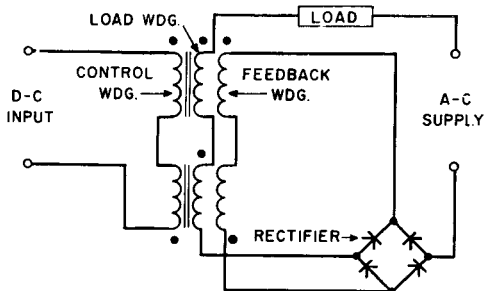 LOAD WDG.
LOAD
CONTROL
WDG.
FEEDBACK
WDG.
D-C
INPUT
A-C
SUPPLY
RECTIFIER